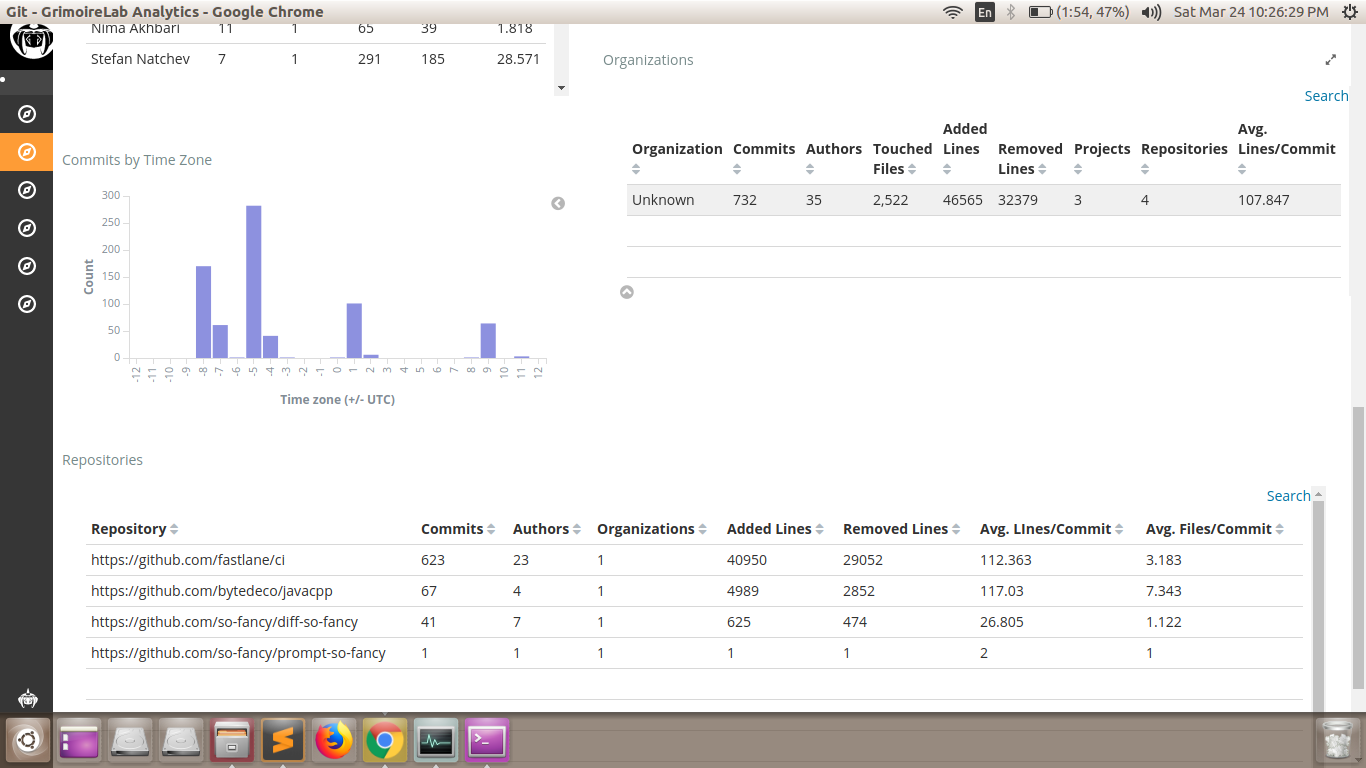 Git - GrimoireLab Analytics - Google Chrome
En
(1:54, 47%)
Sat Mar 24 10:26:29 PM
Nima Akhbari 11 1 65 39 1.818
Stefan Natchev 7 1 291 185 28.571
Commits by Time Zone
300
250
200
150
100
50
0
Count
-12 -11 -10 -9 -8 -7 -6 -5 -4 -3 -2 -1 0 1 2 3 4 5 6 7 8 9 10 11 12
Time zone (+/- UTC)
Organizations
Search
Organization Commits Authors Touched Files Added Lines Removed Lines Projects Repositories Avg. Lines/Commit
Unknown 732 35 2,522 46565 32379 3 4 107.847
Repositories
Search
Repository Commits Authors Organizations Added Lines Removed Lines Avg. LInes/Commit Avg. Files/Commit
https://github.com/fastlane/ci 623 23 1 40950 29052 112.363 3.183
https://github.com/bytedeco/javacpp 67 4 1 4989 2852 117.03 7.343
https://github.com/so-fancy/diff-so-fancy 41 7 1 625 474 26.805 1.122
https://github.com/so-fancy/prompt-so-fancy 1 1 1 1 1 2 1